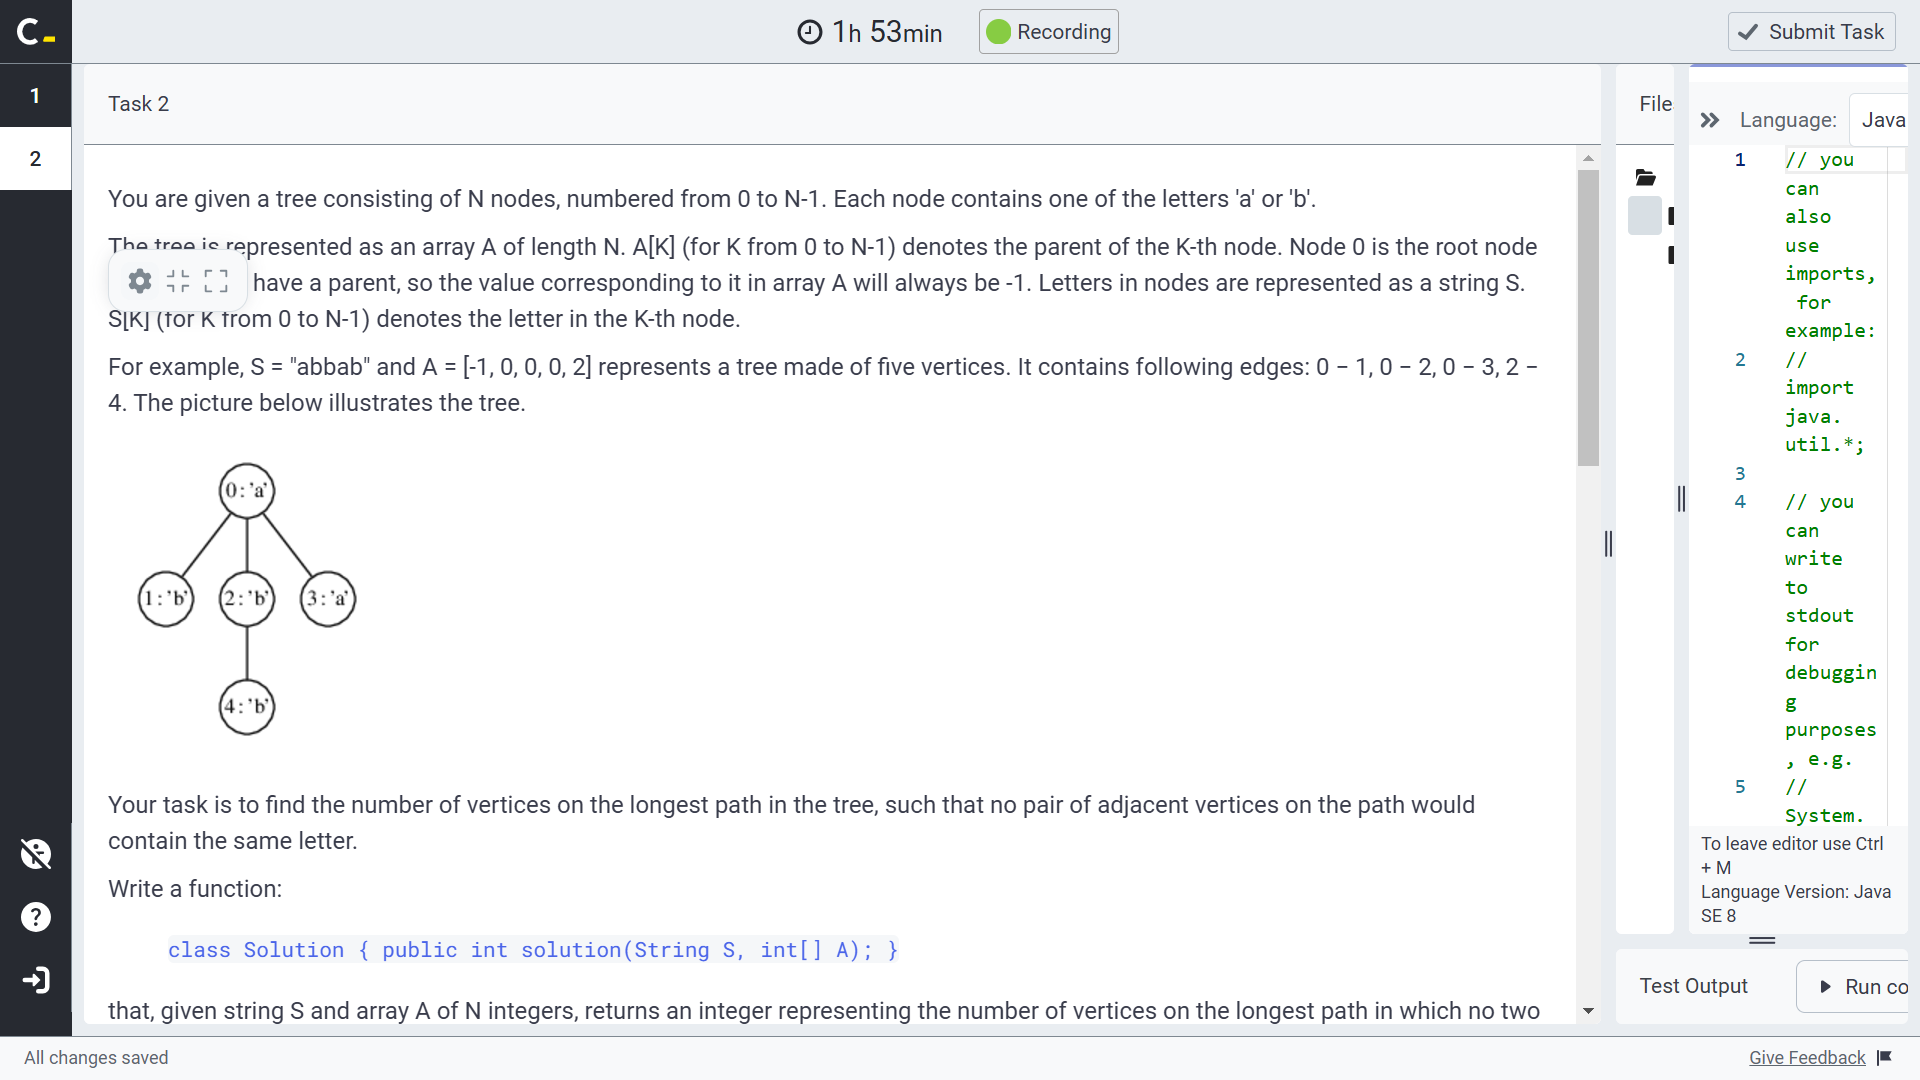 C_
1h 53min
Recording
Submit Task
1
2
Task 2
You are given a tree consisting of N nodes, numbered from 0 to N-1. Each node contains one of the letters 'a' or 'b'.
The tree is represented as an array A of length N. A[K] (for K from 0 to N-1) denotes the parent of the K-th node. Node 0 is the root node
have a parent, so the value corresponding to it in array A will always be -1. Letters in nodes are represented as a string S.
S[K] (for K from 0 to N-1) denotes the letter in the K-th node.
For example, S = "abbab" and A = [-1, 0, 0, 0, 2] represents a tree made of five vertices. It contains following edges: 0 − 1, 0 − 2, 0 − 3, 2 −
4. The picture below illustrates the tree.
0:'a'
1:'b' 2:'b' 3:'a'
4:'b'
Your task is to find the number of vertices on the longest path in the tree, such that no pair of adjacent vertices on the path would
contain the same letter.
Write a function:
class Solution { public int solution(String S, int[] A); }
that, given string S and array A of N integers, returns an integer representing the number of vertices on the longest path in which no two
File
Language: Java
1 // you
can
also
use
imports,
for
example:
2 //
import
java.
util.*;
3
4 // you
can
write
to
stdout
for
debuggin
g
purposes
, e.g.
5 //
System.
To leave editor use Ctrl
+ M
Language Version: Java
SE 8
Test Output
Run co
All changes saved
Give Feedback